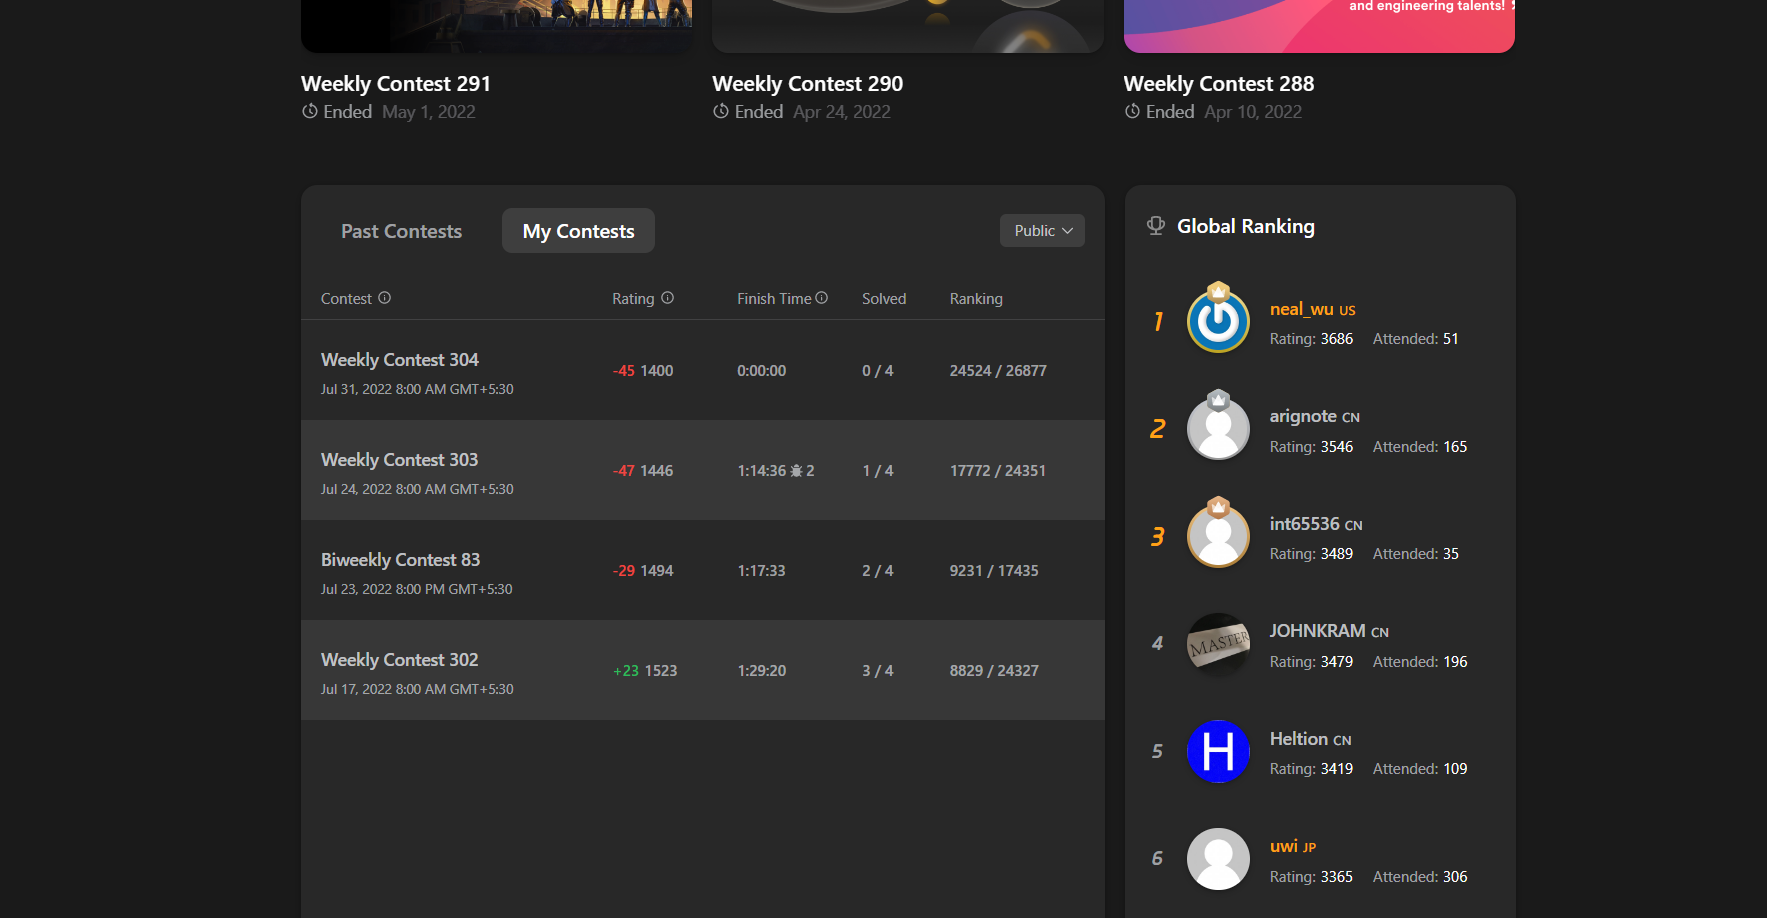 and engineering talents!
Weekly Contest 291
Ended May 1, 2022
Weekly Contest 290
Ended Apr 24, 2022
Weekly Contest 288
Ended Apr 10, 2022
Past Contests
My Contests
Public
Contest Rating Finish Time Solved Ranking
Weekly Contest 304
Jul 31, 2022 8:00 AM GMT+5:30
-45 1400 0:00:00 0 / 4 24524 / 26877
Weekly Contest 303
Jul 24, 2022 8:00 AM GMT+5:30
-47 1446 1:14:36 2 1 / 4 17772 / 24351
Biweekly Contest 83
Jul 23, 2022 8:00 PM GMT+5:30
-29 1494 1:17:33 2 / 4 9231 / 17435
Weekly Contest 302
Jul 17, 2022 8:00 AM GMT+5:30
+23 1523 1:29:20 3 / 4 8829 / 24327
Global Ranking
1
neal_wu US
Rating: 3686 Attended: 51
2
arignote CN
Rating: 3546 Attended: 165
3
int65536 CN
Rating: 3489 Attended: 35
4
MASTER
JOHNKRAM CN
Rating: 3479 Attended: 196
5
H
Heltion CN
Rating: 3419 Attended: 109
6
uwi JP
Rating: 3365 Attended: 306